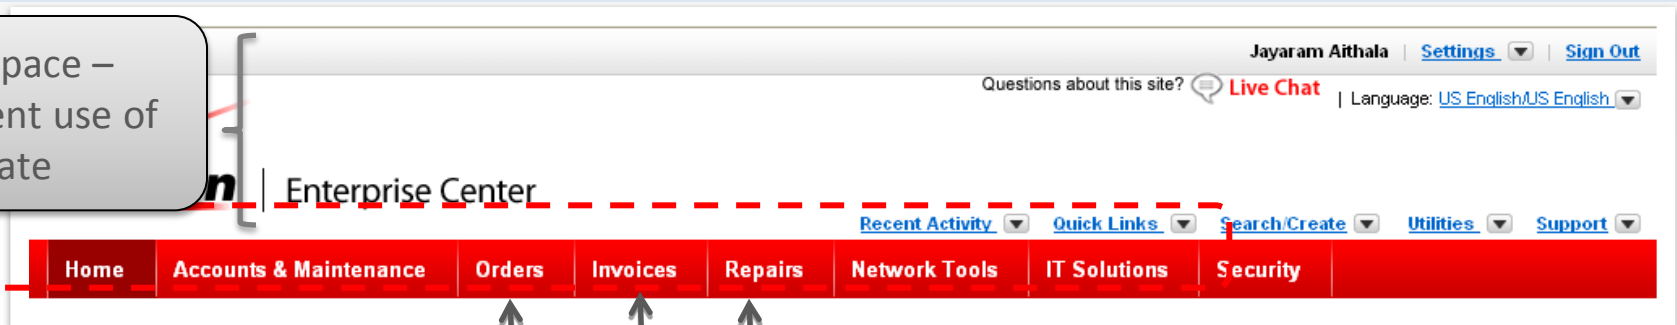 pace –
ent use of
ate
Jayaram Aithala | Settings | Sign Out
Questions about this site? Live Chat | Language: US English/US English
n | Enterprise Center
Recent Activity Quick Links Search/Create Utilities Support
Home Accounts & Maintenance Orders Invoices Repairs Network Tools IT Solutions Security